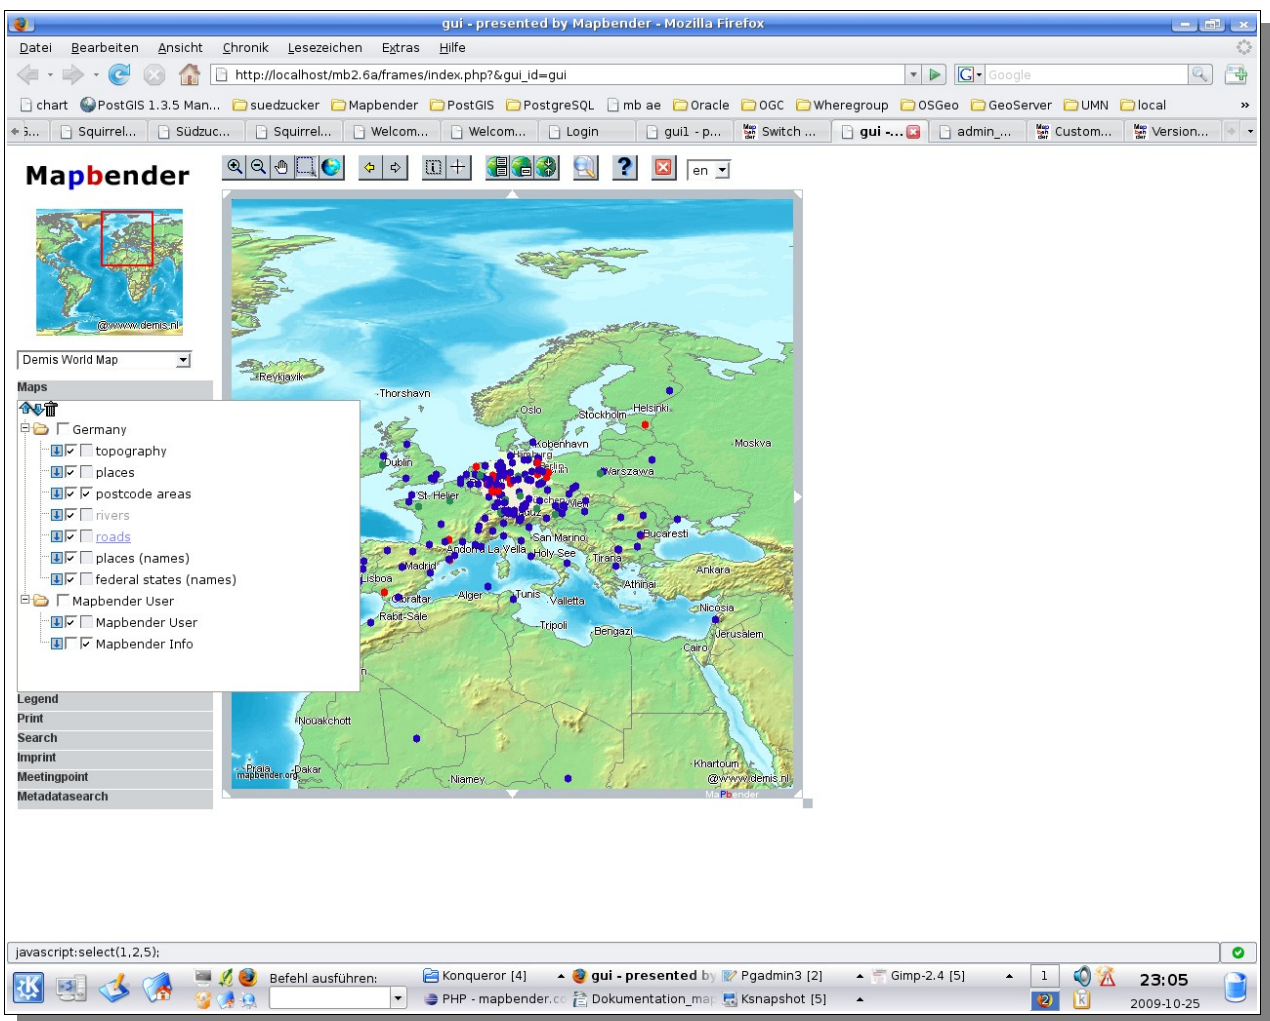 gui - presented by Mapbender - Mozilla Firefox
Datei Bearbeiten Ansicht Chronik Lesezeichen Extras Hilfe
http://localhost/mb2.6a/frames/index.php?&gui_id=gui
G Google
chart PostGIS 1.3.5 Man... suedzucker Mapbender PostGIS PostgreSQL mb ae Oracle OGC Wheregroup OSGeo GeoServer UMN local »
Squirrel... Südzuc... Squirrel... Welcom... Welcom... Login gui1 - p... Switch ... gui -... admin_... Custom... Version...
Mapbender
en
@www.demis.nl
Demis World Map
Maps
Germany
topography
places
postcode areas
rivers
roads
places (names)
federal states (names)
Mapbender User
Mapbender User
Mapbender Info
Legend
Print
Search
Imprint
Meetingpoint
Metadatasearch
Reykjavik
Thorshavn
Oslo
Stockholm
Helsinki
Kobenhavn
Moskva
Dublin
Warszawa
St. Helier
San Marino
Bucaresti
Andorra La Vella
Holy See
Tirana
Madrid
Ankara
Lisboa
Athinai
Gibraltar
Alger
Tunis
Valletta
Nicosia
Rabit-Sale
Tripoli
Bengazi
Jerusalem
Cairo
Nouakchott
Praia
Dakar
mapbender.org
Niamey
Khartoum
@www.demis.nl
MaPbender
javascript:select(1,2,5);
Befehl ausführen:
Konqueror [4] gui - presented by Pgadmin3 [2] Gimp-2.4 [5]
PHP - mapbender.co Dokumentation_map Ksnapshot [5]
1
2
23:05
2009-10-25